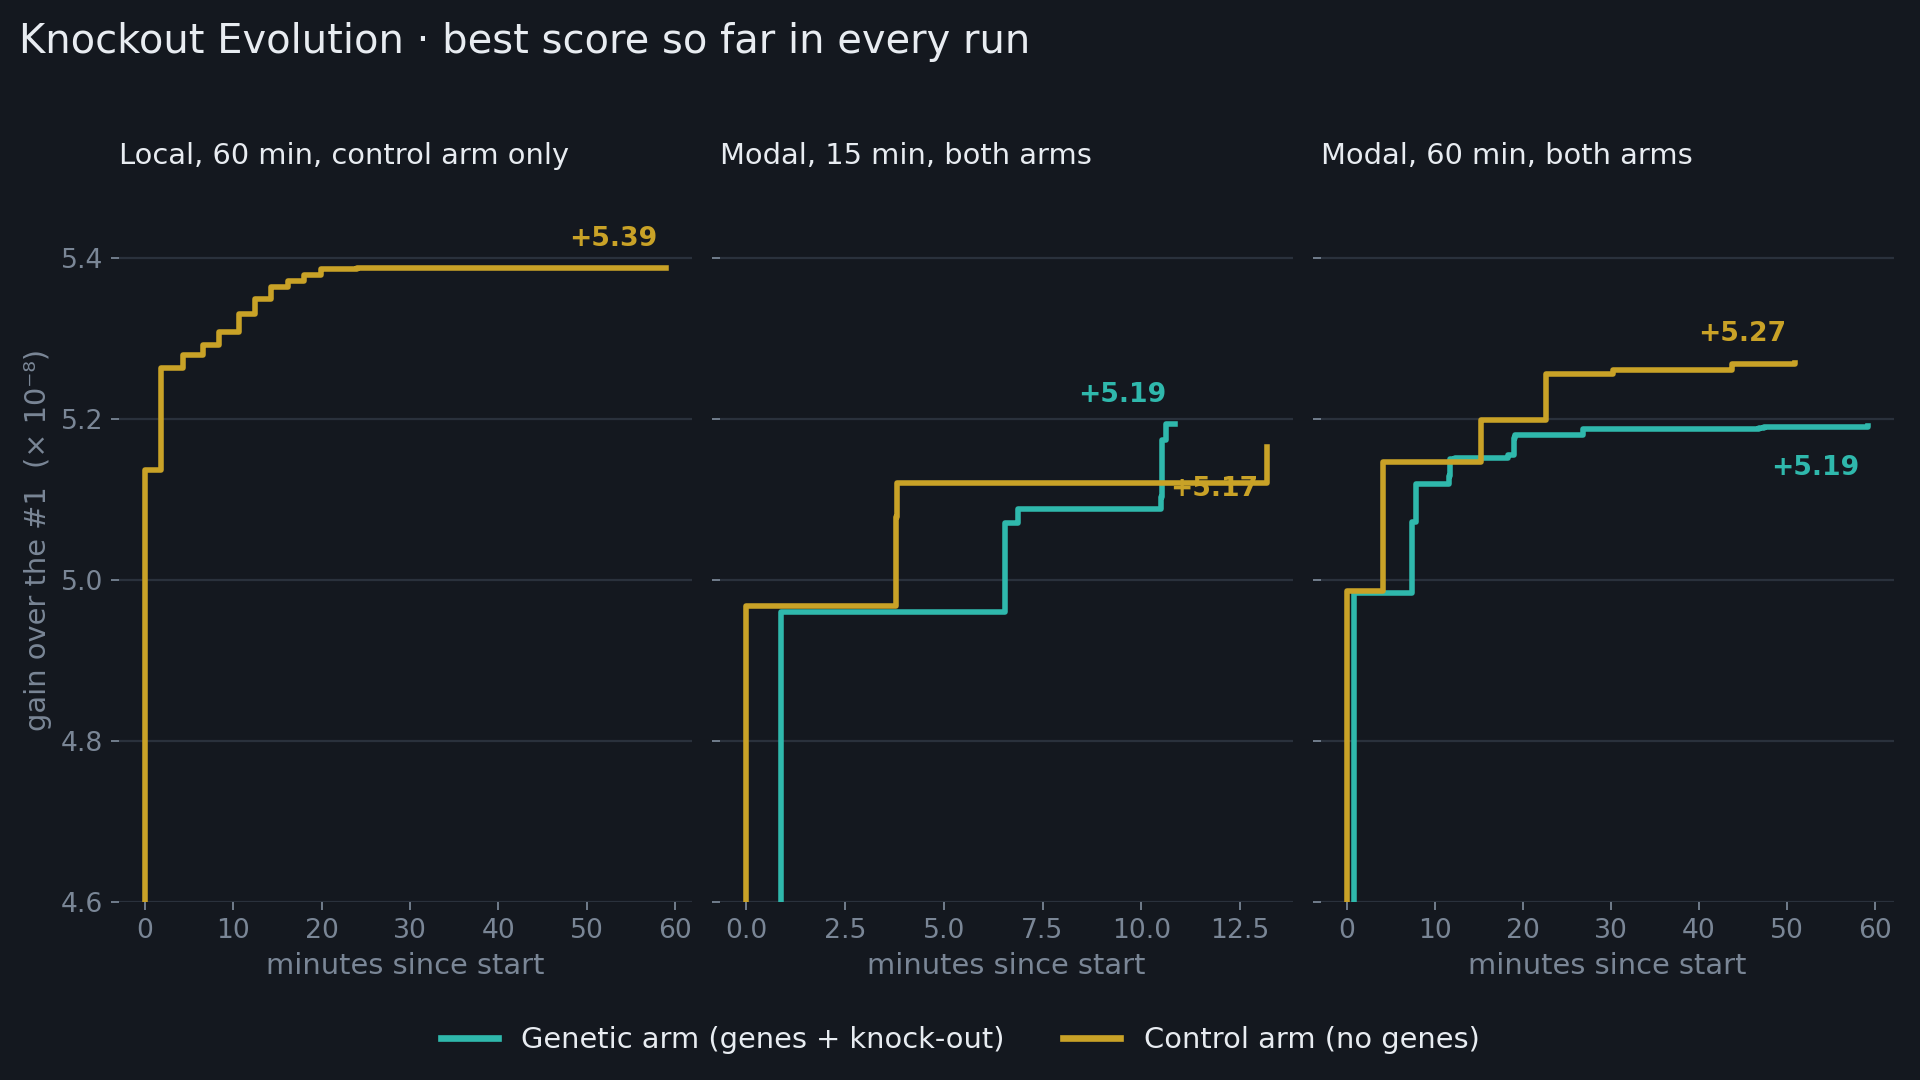 Knockout Evolution · best score so far in every run
Local, 60 min, control arm only
Modal, 15 min, both arms
Modal, 60 min, both arms
gain over the #1 (× 10⁻⁸)
5.4
5.2
5.0
4.8
4.6
+5.39
0 10 20 30 40 50 60
minutes since start
+5.19
+5.17
0.0 2.5 5.0 7.5 10.0 12.5
minutes since start
+5.27
+5.19
0 10 20 30 40 50 60
minutes since start
Genetic arm (genes + knock-out)
Control arm (no genes)